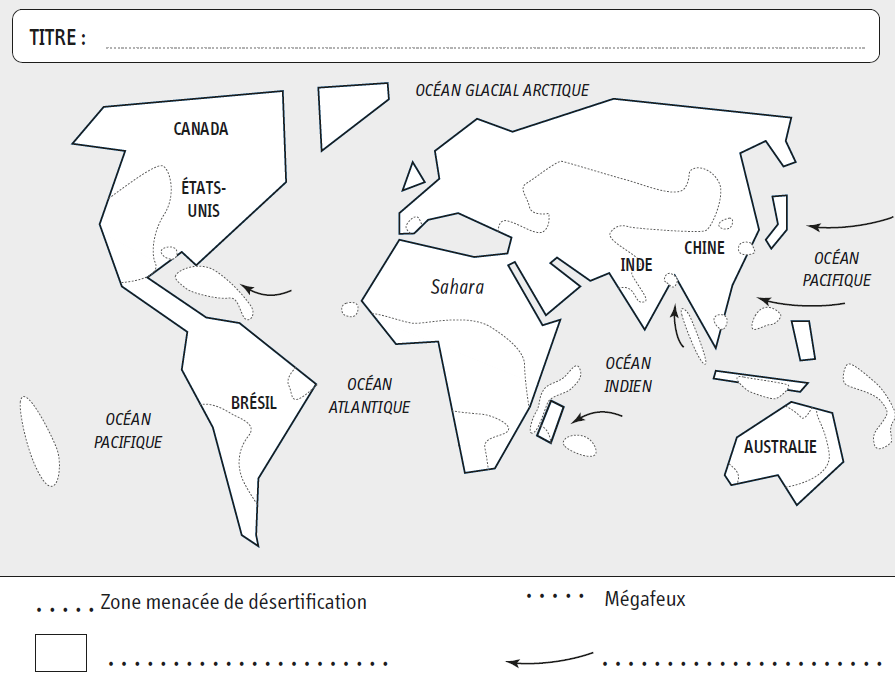 TITRE :
OCÉAN GLACIAL ARCTIQUE
CANADA
ÉTATS-
UNIS
Sahara
INDE
CHINE
OCÉAN
PACIFIQUE
OCÉAN
INDIEN
OCÉAN
ATLANTIQUE
BRÉSIL
OCÉAN
PACIFIQUE
AUSTRALIE
Zone menacée de désertification
Mégafeux